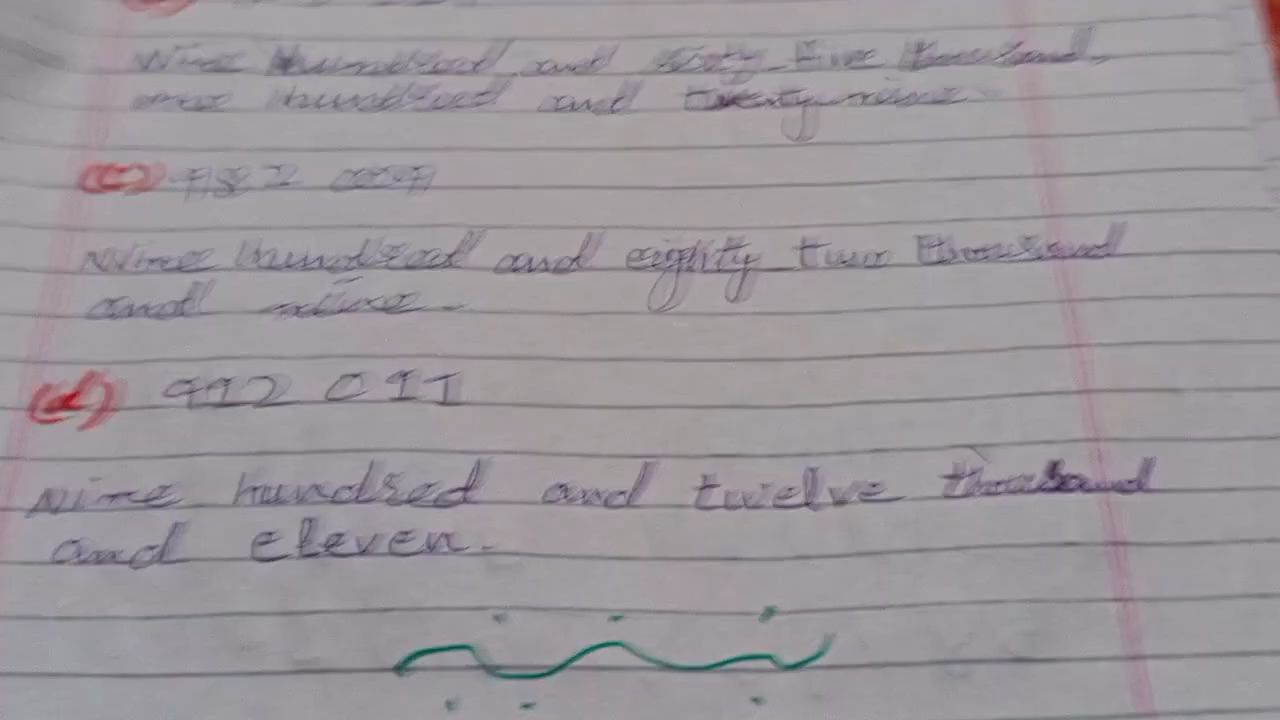 Nine hundred and sixty five thousand
one hundred and twenty nine.
(c) 982 009
Nine hundred and eighty two thousand
and nine.
(d) 912 011
Nine hundred and twelve thousand
and eleven.